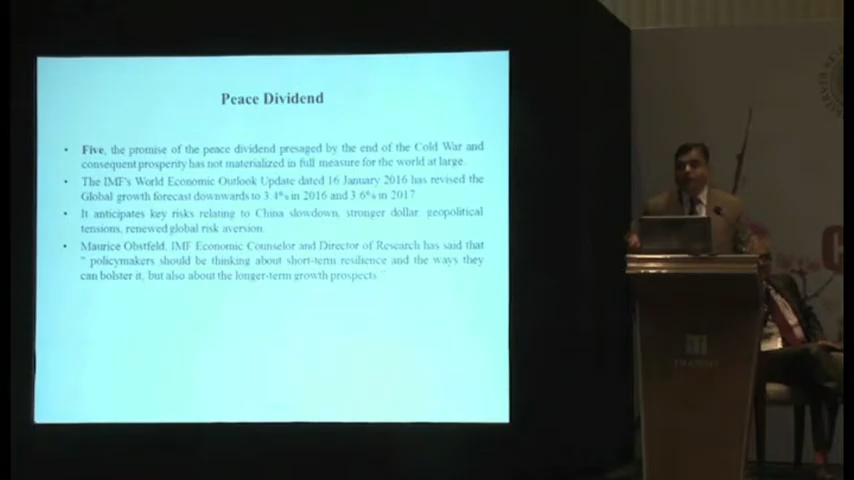 Peace Dividend
• Five, the promise of the peace dividend presaged by the end of the Cold War and
consequent prosperity has not materialized in full measure for the world at large.
• The IMF's World Economic Outlook Update dated 16 January 2016 has revised the
Global growth forecast downwards to 3.4% in 2016 and 3.6% in 2017
• It anticipates key risks relating to China slowdown, stronger dollar, geopolitical
tensions, renewed global risk aversion.
• Maurice Obstfeld, IMF Economic Counselor and Director of Research has said that
" policymakers should be thinking about short-term resilience and the ways they
can bolster it, but also about the longer-term growth prospects "